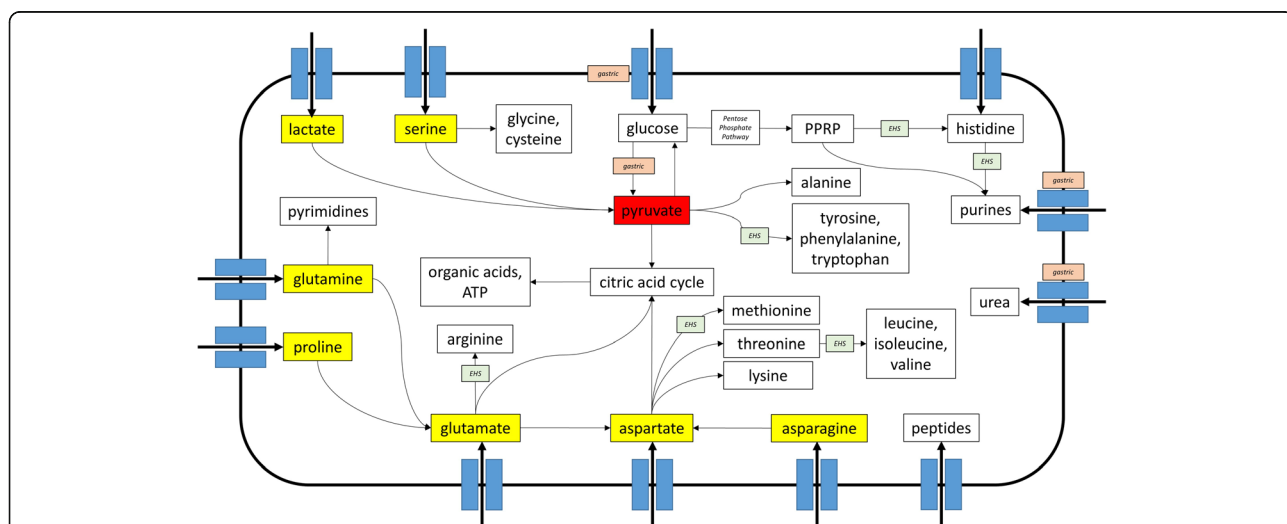 gastric
lactate
serine
glycine,
cysteine
glucose
Pentose
Phosphate
Pathway
PPRP
EHS
histidine
gastric
EHS
alanine
gastric
pyruvate
purines
pyrimidines
EHS
tyrosine,
phenylalanine,
tryptophan
glutamine
organic acids,
ATP
citric acid cycle
gastric
urea
methionine
EHS
arginine
proline
threonine
EHS
leucine,
isoleucine,
valine
EHS
lysine
glutamate
aspartate
asparagine
peptides